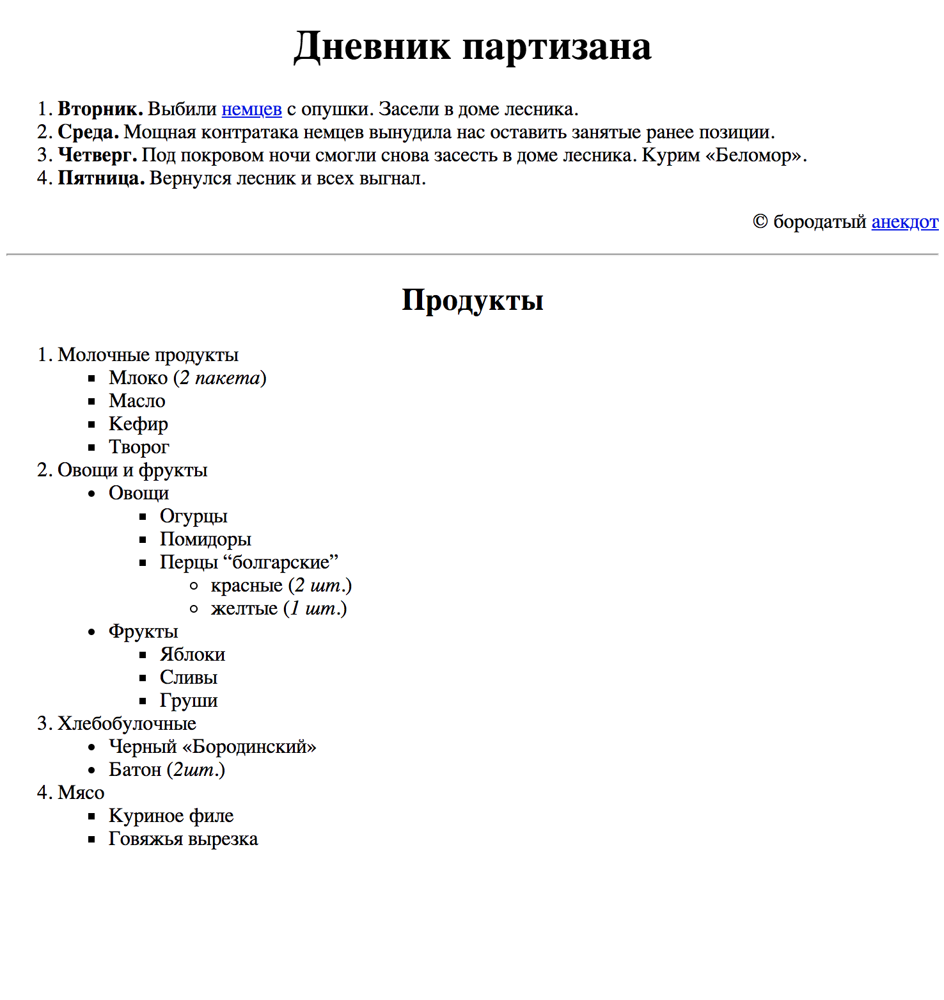 Дневник партизана
1. Вторник. Выбили немцев с опушки. Засели в доме лесника.
2. Среда. Мощная контратака немцев вынудила нас оставить занятые ранее позиции.
3. Четверг. Под покровом ночи смогли снова засесть в доме лесника. Курим «Беломор».
4. Пятница. Вернулся лесник и всех выгнал.
© бородатый анекдот
Продукты
1. Молочные продукты
▪ Млоко (2 пакета)
▪ Масло
▪ Кефир
▪ Творог
2. Овощи и фрукты
• Овощи
▪ Огурцы
▪ Помидоры
▪ Перцы “болгарские”
◦ красные (2 шт.)
◦ желтые (1 шт.)
• Фрукты
▪ Яблоки
▪ Сливы
▪ Груши
3. Хлебобулочные
• Черный «Бородинский»
• Батон (2шт.)
4. Мясо
▪ Куриное филе
▪ Говяжья вырезка